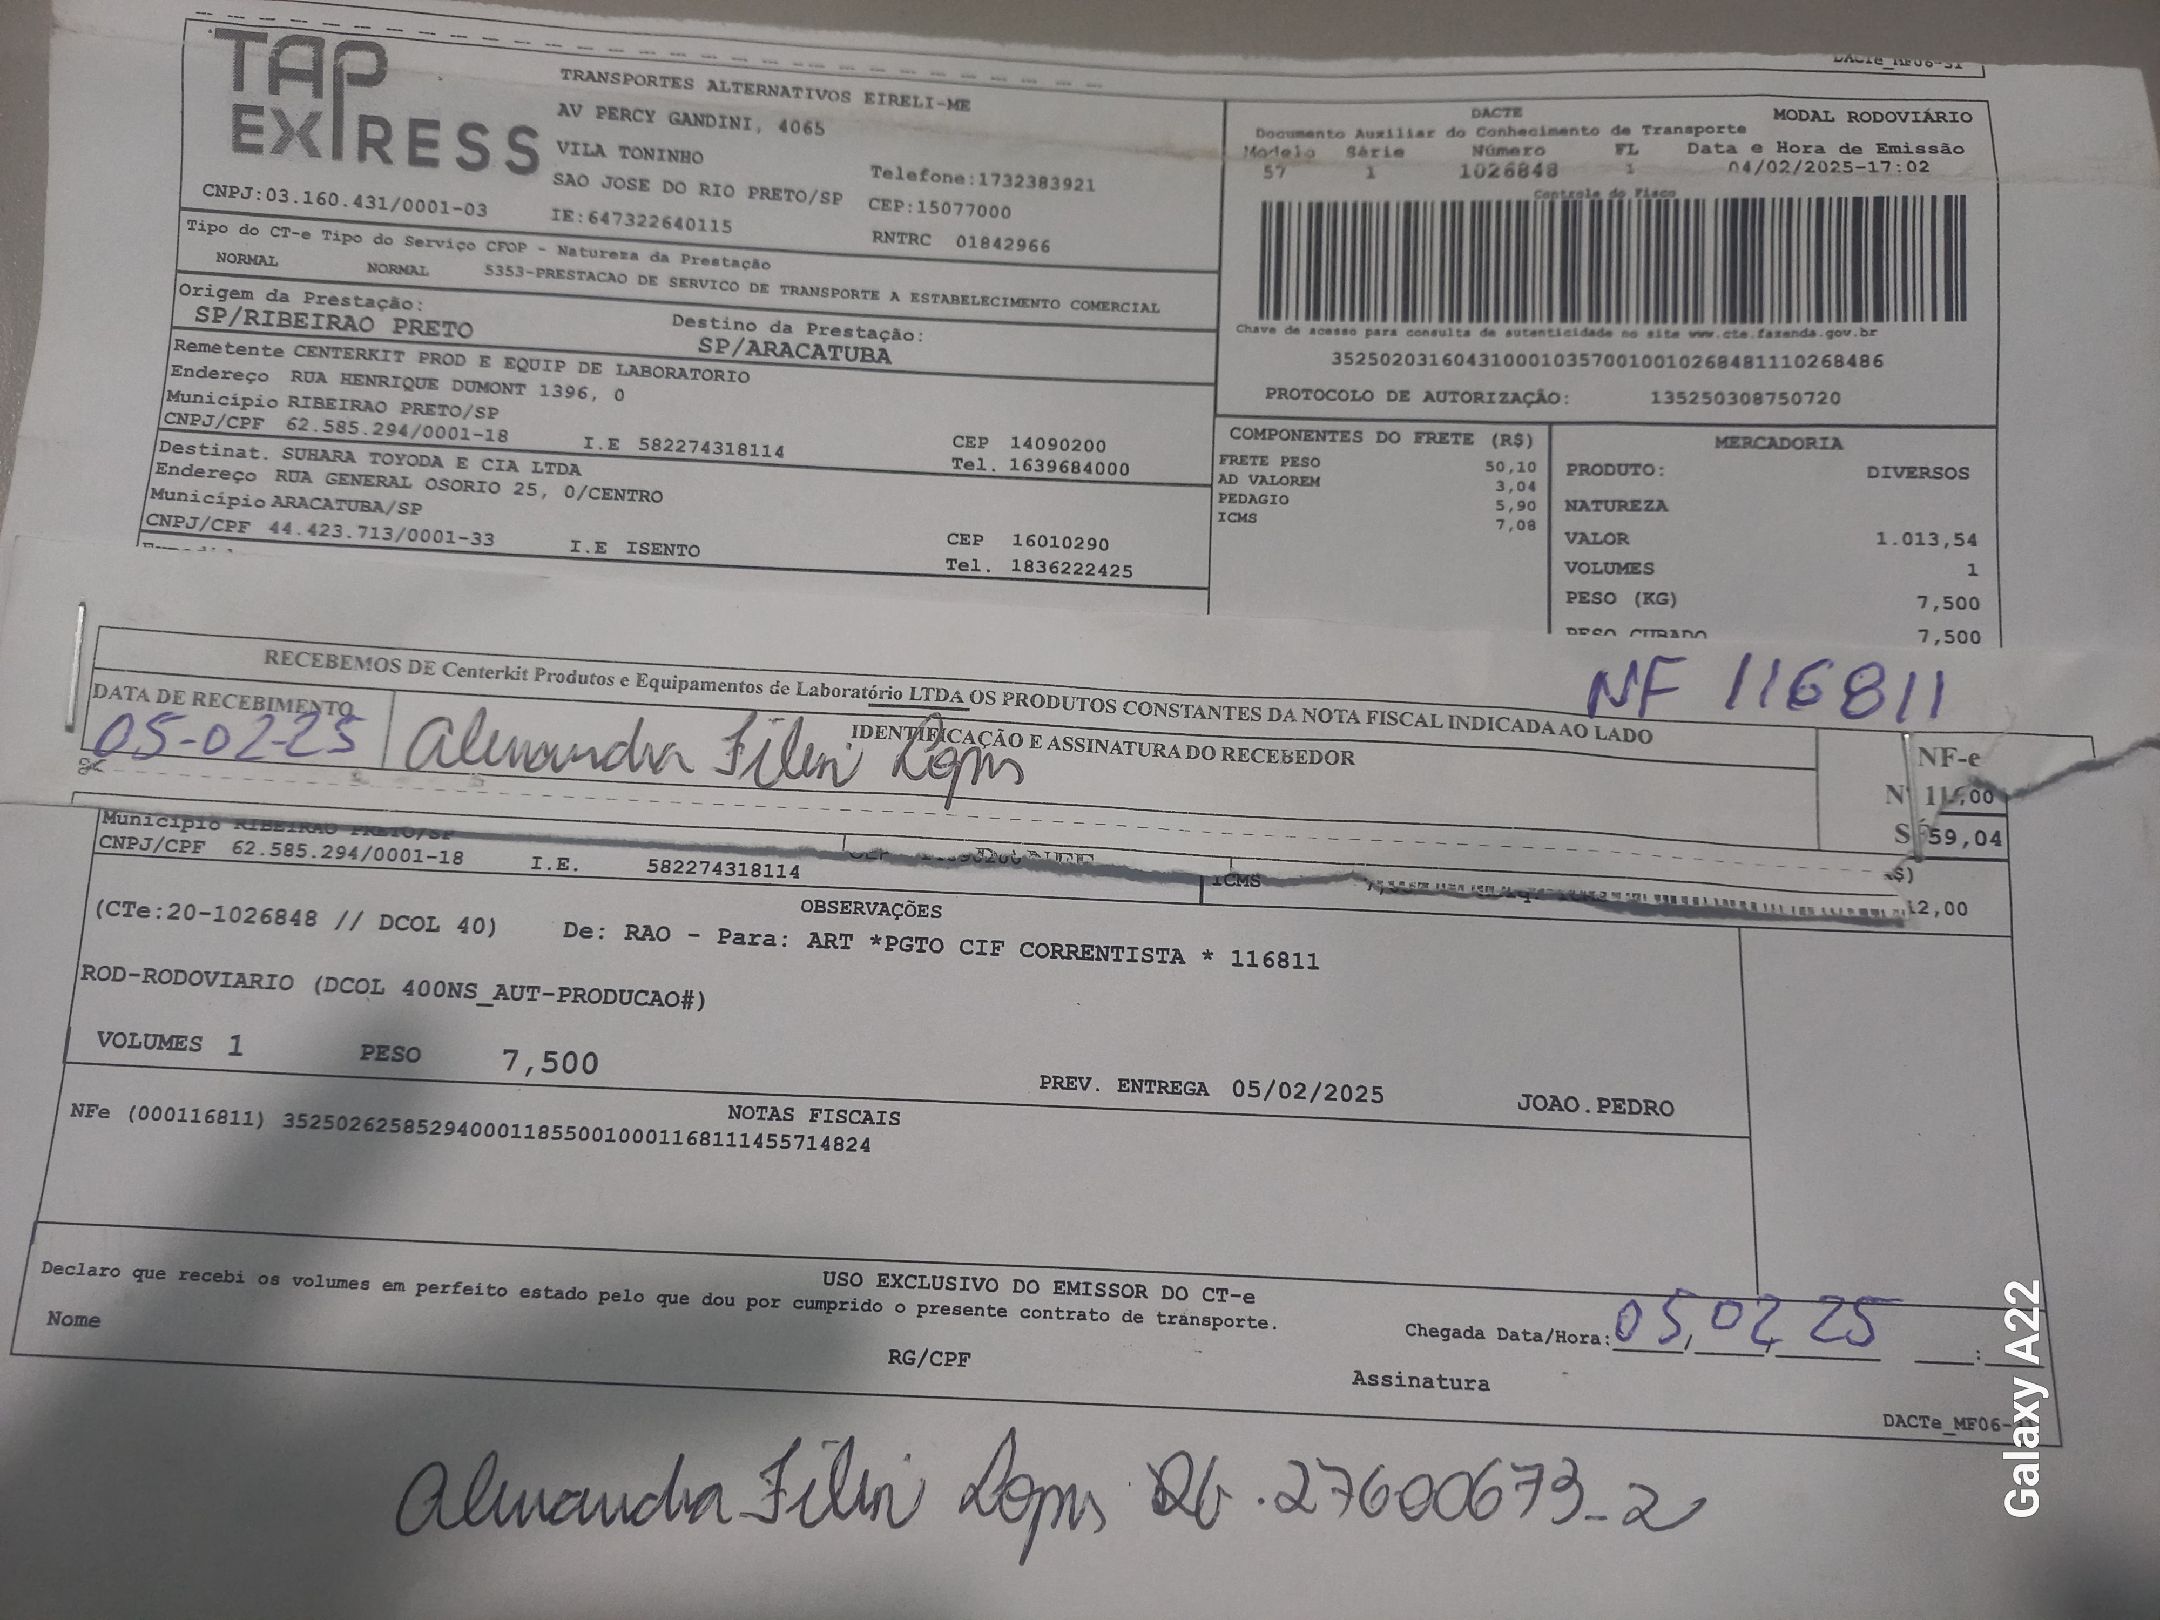 DACTe_MF06-31
TAP EXPRESS
TRANSPORTES ALTERNATIVOS EIRELI-ME
AV PERCY GANDINI, 4065
VILA TONINHO
SAO JOSE DO RIO PRETO/SP
Telefone:1732383921
CEP:15077000
CNPJ:03.160.431/0001-03
IE:647322640115
RNTRC 01842966
Tipo do CT-e Tipo do Serviço CFOP - Natureza da Prestação
NORMAL NORMAL 5353-PRESTACAO DE SERVICO DE TRANSPORTE A ESTABELECIMENTO COMERCIAL
Origem da Prestação: Destino da Prestação:
SP/RIBEIRAO PRETO SP/ARACATUBA
Remetente CENTERKIT PROD E EQUIP DE LABORATORIO
Endereço RUA HENRIQUE DUMONT 1396, 0
Município RIBEIRAO PRETO/SP CEP 14090200
CNPJ/CPF 62.585.294/0001-18 I.E 582274318114 Tel. 1639684000
Destinat. SUHARA TOYODA E CIA LTDA
Endereço RUA GENERAL OSORIO 25, 0/CENTRO
Município ARACATUBA/SP CEP 16010290
CNPJ/CPF 44.423.713/0001-33 I.E ISENTO Tel. 1836222425
DACTE MODAL RODOVIÁRIO
Documento Auxiliar do Conhecimento de Transporte
Modelo Série Número FL Data e Hora de Emissão
57 1 1026848 1 04/02/2025-17:02
Controle do Fisco
Chave de acesso para consulta de autenticidade no site www.cte.fazenda.gov.br
35250203160431000103570010010268481110268486
PROTOCOLO DE AUTORIZAÇÃO: 135250308750720
COMPONENTES DO FRETE (R$)
FRETE PESO 50,10
AD VALOREM 3,04
PEDAGIO 5,90
ICMS 7,08
MERCADORIA
PRODUTO: DIVERSOS
NATUREZA
VALOR 1.013,54
VOLUMES 1
PESO (KG) 7,500
PESO CUBADO 7,500
NF 116811
RECEBEMOS DE Centerkit Produtos e Equipamentos de Laboratório LTDA OS PRODUTOS CONSTANTES DA NOTA FISCAL INDICADA AO LADO
DATA DE RECEBIMENTO IDENTIFICAÇÃO E ASSINATURA DO RECEBEDOR
05-02-25 Alexandra Lopes
NF-e
59,04
Município RIBEIRAO PRETO/SP
CNPJ/CPF 62.585.294/0001-18 I.E. 582274318114
ICMS
12,00
OBSERVAÇÕES
(CTe:20-1026848 // DCOL 40) De: RAO - Para: ART *PGTO CIF CORRENTISTA * 116811
ROD-RODOVIARIO (DCOL 400NS_AUT-PRODUCAO#)
VOLUMES 1 PESO 7,500 PREV. ENTREGA 05/02/2025 JOAO.PEDRO
NOTAS FISCAIS
NFe (000116811) 35250262585294000118550010001168111455714824
USO EXCLUSIVO DO EMISSOR DO CT-e
Declaro que recebi os volumes em perfeito estado pelo que dou por cumprido o presente contrato de transporte.
Nome RG/CPF Assinatura
Chegada Data/Hora: 05,02,25 :
DACTe_MF06-
Alexandra Lopes RG.27600673-2
Galaxy A22